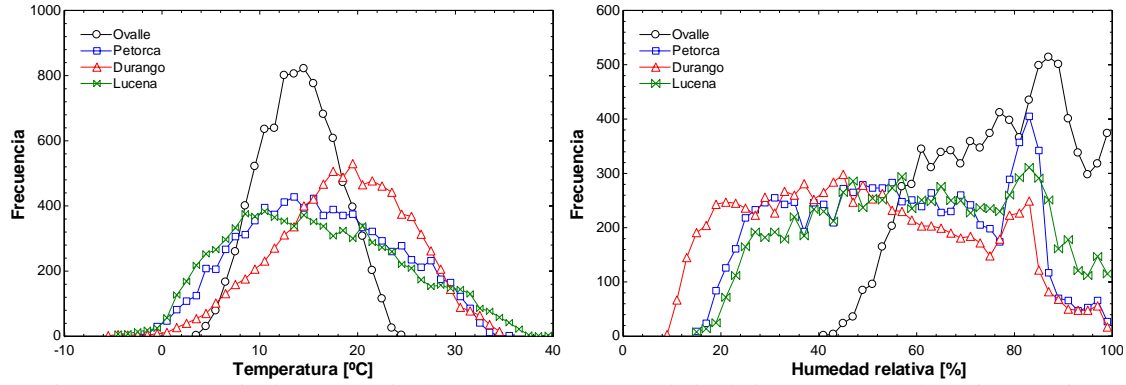 1000
800
600
400
200
0
Frecuencia
Ovalle
Petorca
Durango
Lucena
-10
0
10
20
30
40
Temperatura [ºC]
600
500
400
300
200
100
0
Frecuencia
Ovalle
Petorca
Durango
Lucena
0
20
40
60
80
100
Humedad relativa [%]